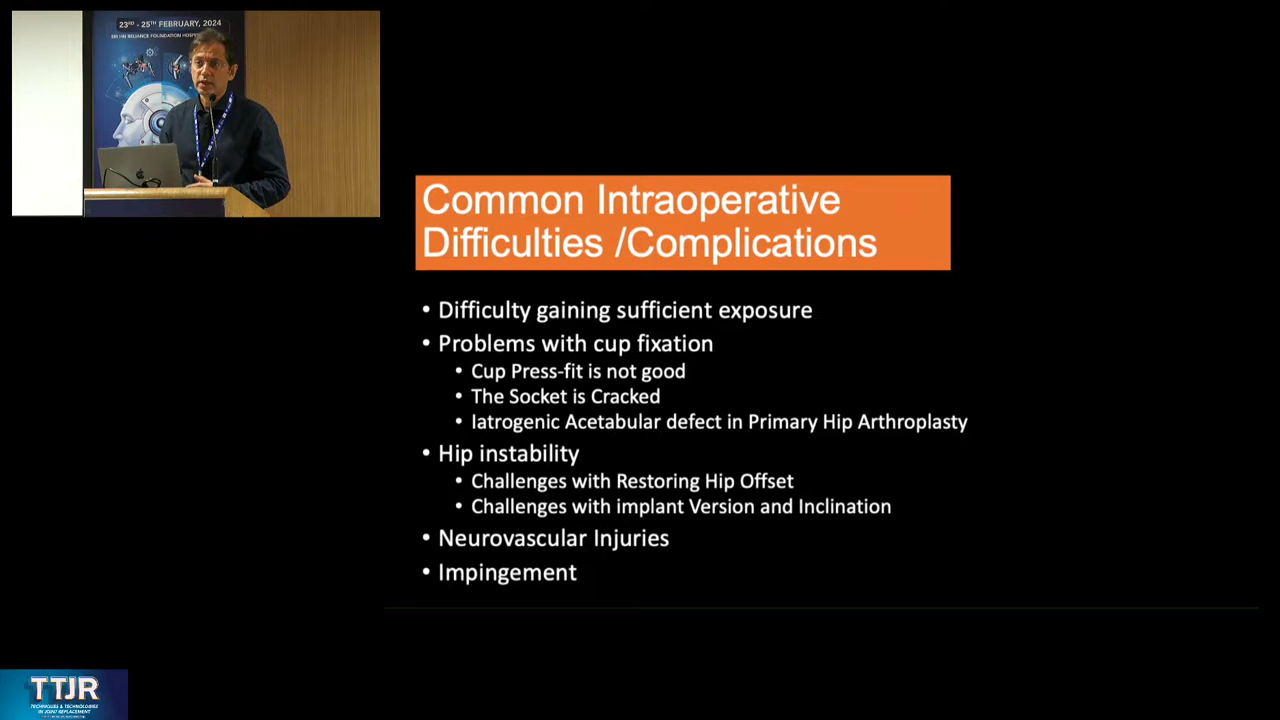 23RD - 25TH FEBRUARY, 2024
SIR HN RELIANCE FOUNDATION
Common Intraoperative
Difficulties /Complications
• Difficulty gaining sufficient exposure
• Problems with cup fixation
• Cup Press-fit is not good
• The Socket is Cracked
• Iatrogenic Acetabular defect in Primary Hip Arthroplasty
• Hip instability
• Challenges with Restoring Hip Offset
• Challenges with implant Version and Inclination
• Neurovascular Injuries
• Impingement
TTJR
TECHNIQUES & TECHNOLOGIES
IN JOINT REPLACEMENT